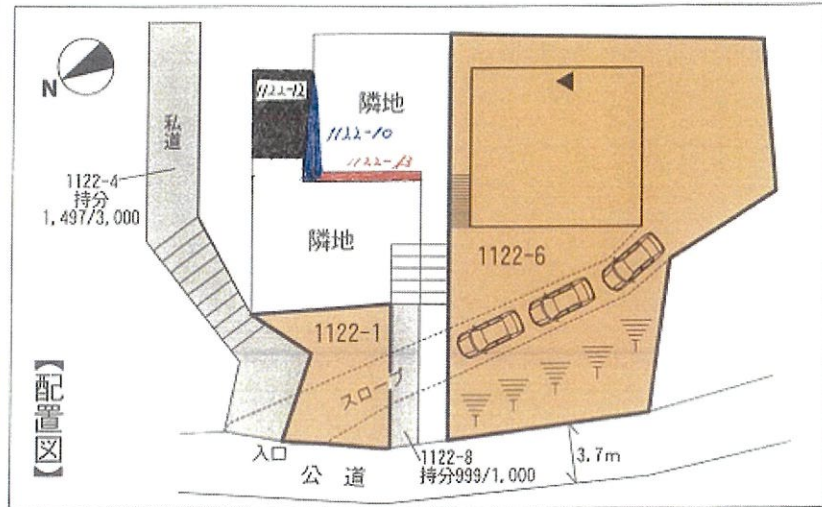 N
私道
1122-4
持分
1,497/3,000
1122-12
隣地
1122-10
1122-13
隣地
1122-6
1122-1
スロープ
【配置図】
入口
公道
1122-8
持分999/1,000
3.7m